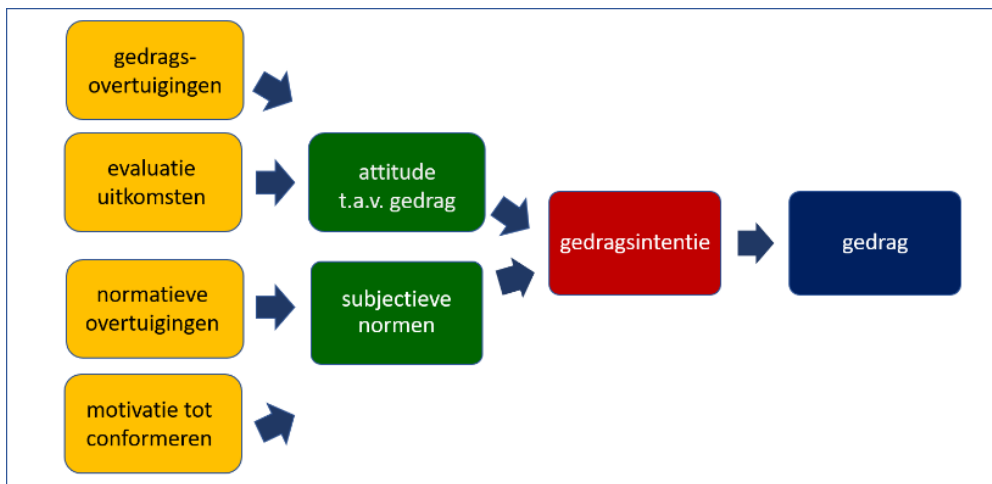 gedrags-
overtuigingen
evaluatie
uitkomsten
normatieve
overtuigingen
motivatie tot
conformeren
attitude
t.a.v. gedrag
subjectieve
normen
gedragsintentie
gedrag